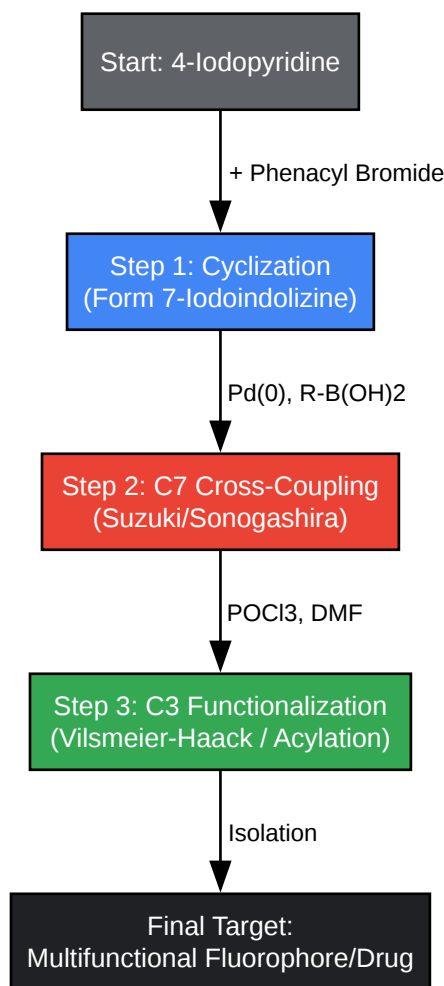 Start: 4-Iodopyridine
+ Phenacyl Bromide
Step 1: Cyclization
(Form 7-Iodoindolizine)
Pd(0), R-B(OH)2
Step 2: C7 Cross-Coupling
(Suzuki/Sonogashira)
POCl3, DMF
Step 3: C3 Functionalization
(Vilsmeier-Haack / Acylation)
Isolation
Final Target:
Multifunctional Fluorophore/Drug